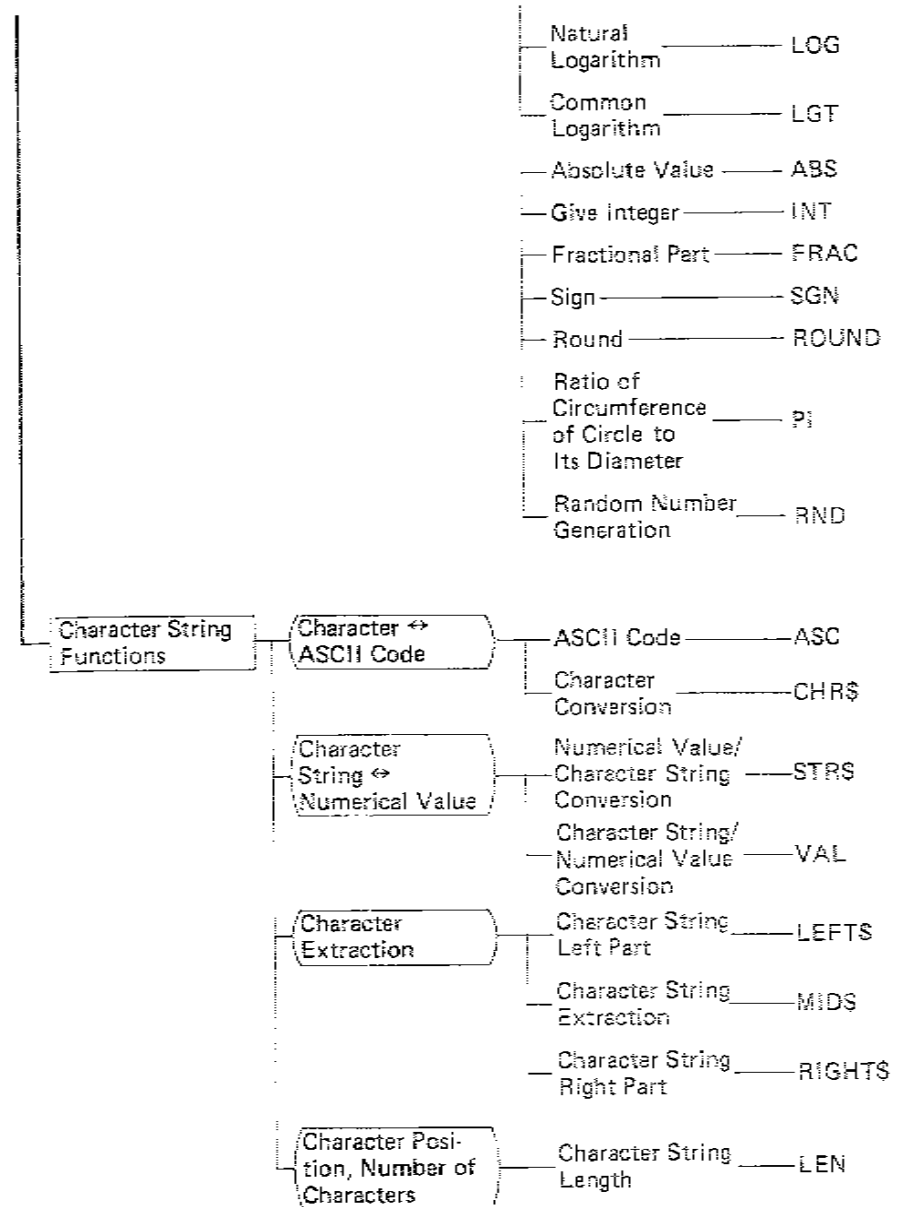 Natural
Logarithm LOG
Common
Logarithm LGT
Absolute Value ABS
Give Integer INT
Fractional Part FRAC
Sign SGN
Round ROUND
Ratio of
Circumference
of Circle to
Its Diameter PI
Random Number
Generation RND
Character String
Functions
Character ↔
ASCII Code
ASCII Code ASC
Character
Conversion CHR$
Character
String ↔
Numerical Value
Numerical Value/
Character String
Conversion STR$
Character String/
Numerical Value
Conversion VAL
Character
Extraction
Character String
Left Part LEFT$
Character String
Extraction MID$
Character String
Right Part RIGHT$
Character Posi-
tion, Number of
Characters
Character String
Length LEN